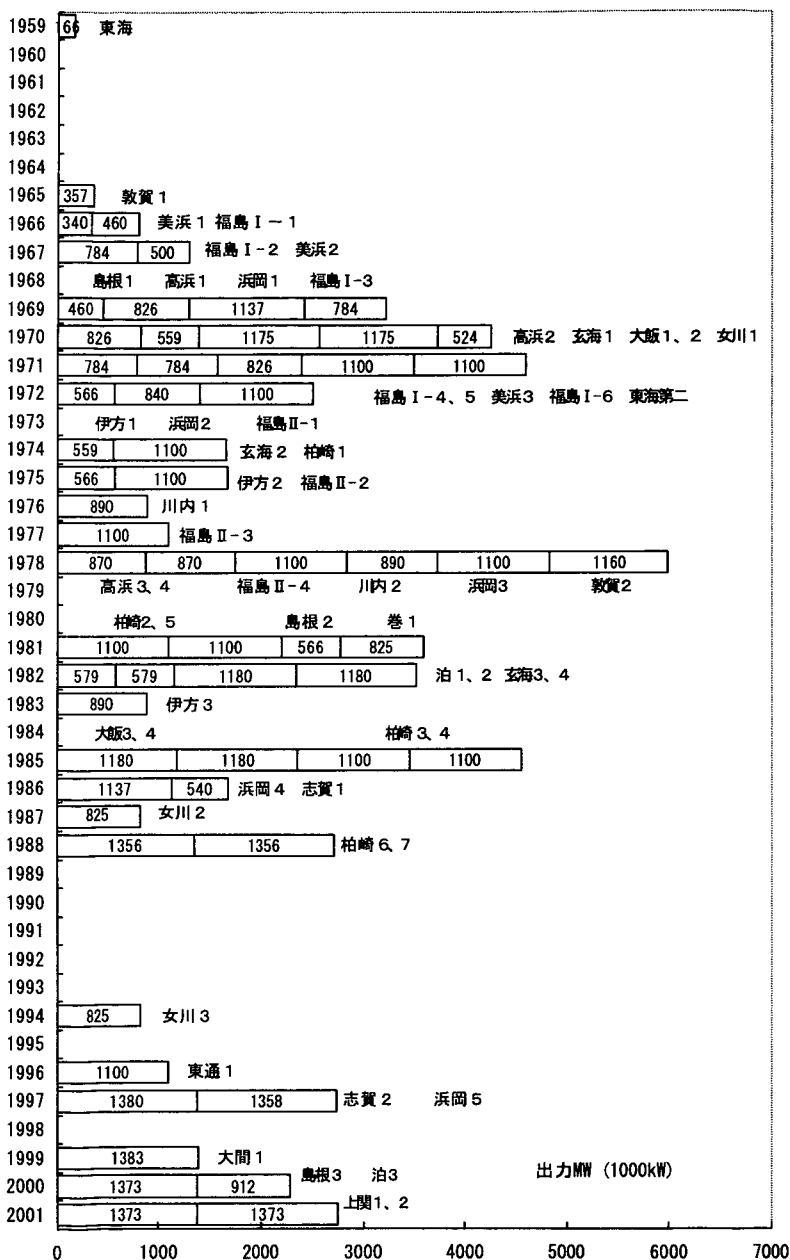 1959 166 東海
1960
1961
1962
1963
1964
1965 357 敦賀1
1966 340 460 美浜1 福島Ⅰ〜1
1967 784 500 福島Ⅰ-2 美浜2
1968 島根1 高浜1 浜岡1 福島Ⅰ-3
1969 460 826 1137 784
1970 826 559 1175 1175 524 高浜2 玄海1 大飯1、2 女川1
1971 784 784 826 1100 1100
1972 566 840 1100 福島Ⅰ-4、5 美浜3 福島Ⅰ-6 東海第二
1973 伊方1 浜岡2 福島Ⅱ-1
1974 559 1100 玄海2 柏崎1
1975 566 1100 伊方2 福島Ⅱ-2
1976 890 川内1
1977 1100 福島Ⅱ-3
1978 870 870 1100 890 1100 1160
1979 高浜3、4 福島Ⅱ-4 川内2 浜岡3 敦賀2
1980 柏崎2、5 島根2 巻1
1981 1100 1100 566 825
1982 579 579 1180 1180 泊1、2 玄海3、4
1983 890 伊方3
1984 大飯3、4 柏崎3、4
1985 1180 1180 1100 1100
1986 1137 540 浜岡4 志賀1
1987 825 女川2
1988 1356 1356 柏崎6、7
1989
1990
1991
1992
1993
1994 825 女川3
1995
1996 1100 東通1
1997 1380 1358 志賀2 浜岡5
1998
1999 1383 大間1
島根3 泊3 出力MW (1000kW)
2000 1373 912
上関1、2
2001 1373 1373
0 1000 2000 3000 4000 5000 6000 7000